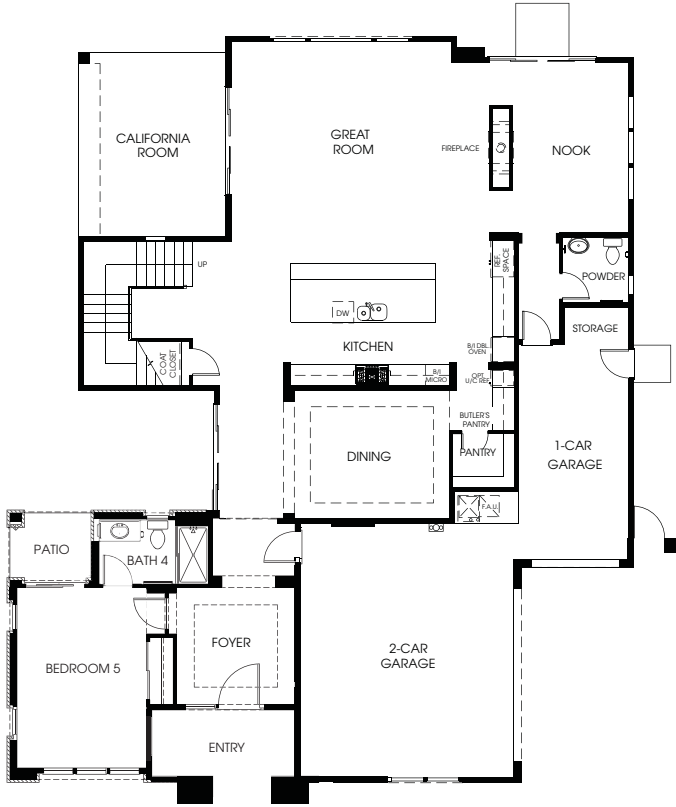 CALIFORNIA
ROOM
GREAT
ROOM
FIREPLACE
NOOK
UP
REF.
SPACE
POWDER
DW
STORAGE
KITCHEN
B/I DBL.
OVEN
COAT
CLOSET
B/I
MICRO
OPT.
U/C REF.
BUTLER'S
PANTRY
DINING
PANTRY
1-CAR
GARAGE
F.A.U.
PATIO
BATH 4
FOYER
2-CAR
GARAGE
BEDROOM 5
ENTRY